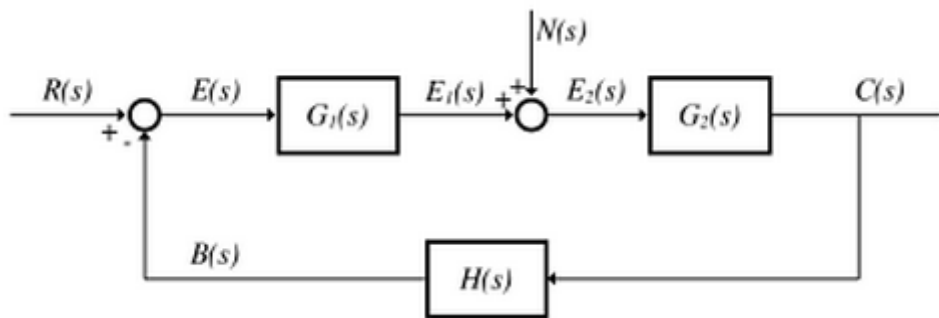 N(s)
R(s) E(s) E₁(s) + + E₂(s) C(s)
G₁(s) G₂(s)
+ -
B(s)
H(s)